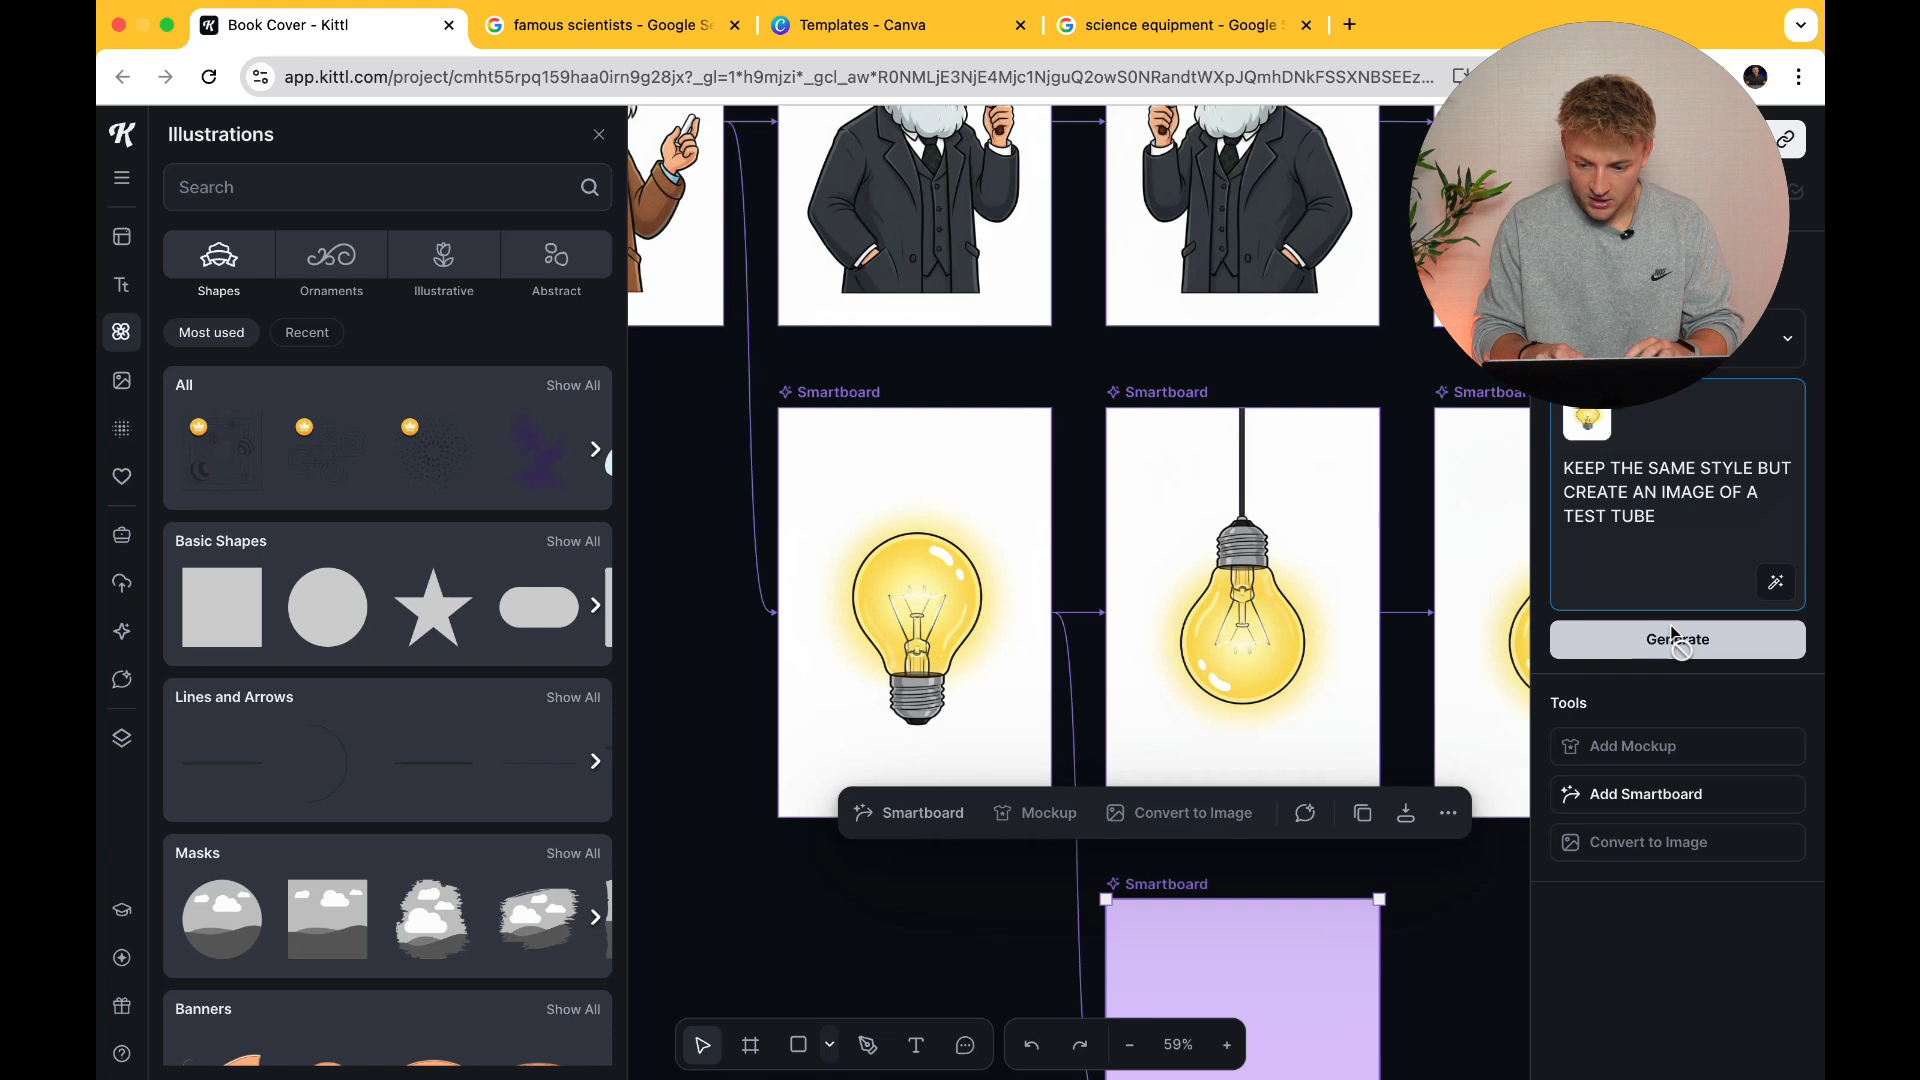 Book Cover - Kittl
famous scientists - Google Se
Templates - Canva
science equipment - Google S
app.kittl.com/project/cmht55rpq159haa0irn9g28jx?_gl=1*h9mjzi*_gcl_aw*R0NMLjE3NjE4Mjc1NjguQ2owS0NRandtWXpJQmhDNkFSSXNBSEEz...
Illustrations
Search
Shapes
Ornaments
Illustrative
Abstract
Most used
Recent
All
Show All
Basic Shapes
Show All
Lines and Arrows
Show All
Masks
Show All
Banners
Show All
Tt
Smartboard
Smartboard
Smartboar
KEEP THE SAME STYLE BUT
CREATE AN IMAGE OF A
TEST TUBE
Generate
Tools
Add Mockup
Add Smartboard
Convert to Image
Smartboard
Mockup
Convert to Image
Smartboard
59%